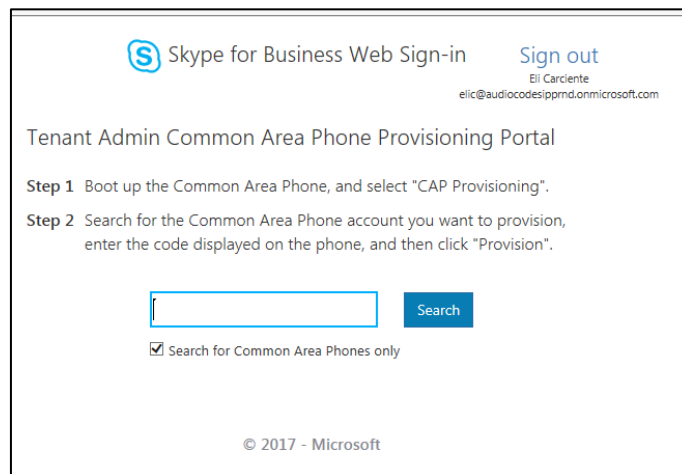 S Skype for Business Web Sign-in
Sign out
Eli Carciente
elic@audiocodesipprnd.onmicrosoft.com
Tenant Admin Common Area Phone Provisioning Portal
Step 1 Boot up the Common Area Phone, and select "CAP Provisioning".
Step 2 Search for the Common Area Phone account you want to provision,
enter the code displayed on the phone, and then click "Provision".
Search
Search for Common Area Phones only
© 2017 - Microsoft